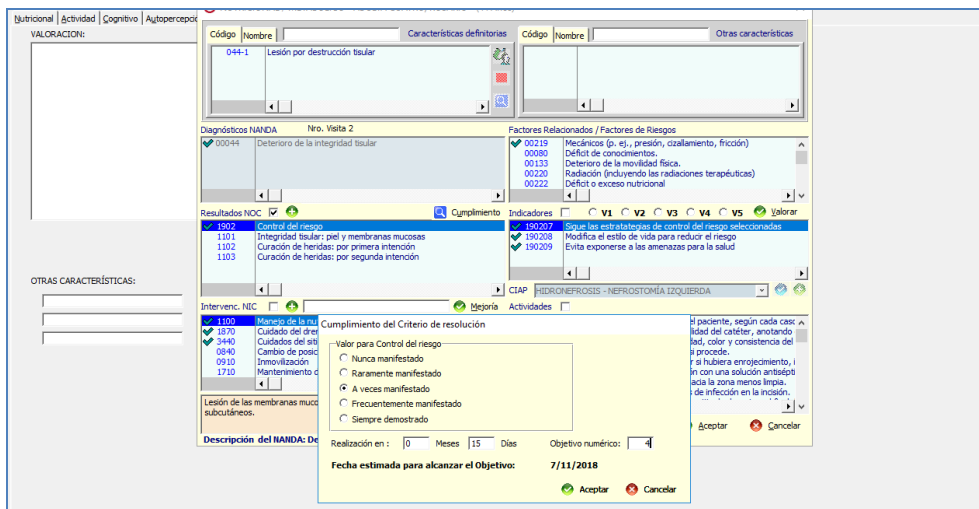 Nutricional Actividad Cognitivo Autopercepció
VALORACION:
OTRAS CARACTERÍSTICAS:
Código Nombre Características definitorias
044-1 Lesión por destrucción tisular
Código Nombre Otras características
Diagnósticos NANDA Nro. Visita 2
00044 Deterioro de la integridad tisular
Factores Relacionados / Factores de Riesgos
00219 Mecánicos (p. ej., presión, cizallamiento, fricción)
00080 Déficit de conocimientos.
00133 Deterioro de la movilidad física.
00220 Radiación (induyendo las radiaciones terapéuticas)
00222 Déficit o exceso nutricional
Resultados NOC Cumplimiento
1902 Control del riesgo
1101 Integridad tisular: piel y membranas mucosas
1102 Curación de heridas: por primera intención
1103 Curación de heridas: por segunda intención
Indicadores V1 V2 V3 V4 V5 Valorar
190207 Sigue las estratategias de control del riesgo seleccionadas
190208 Modifica el estilo de vida para reducir el riesgo
190209 Evita exponerse a las amenazas para la salud
CIAP HIDRONEFROSIS - NEFROSTOMÍA IZQUIERDA
Intervenc. NIC Mejoría Actividades
1100 Manejo de la nu
1870 Cuidado del dre
3440 Cuidados del siti
0840 Cambio de posic
0910 Inmovilización
1710 Mantenimiento d
el paciente, según cada caso
lidad del catéter, anotando
dad, color y consistencia del
si procede.
r si hubiera enrojecimiento, i
ón con una solución antisépti
acia la zona menos limpia.
s de infección en la incisión.
Lesión de las membranas muco
subcutáneos.
Descripción del NANDA: De
Aceptar Cancelar
Cumplimiento del Criterio de resolución
Valor para Control del riesgo
Nunca manifestado
Raramente manifestado
A veces manifestado
Frecuentemente manifestado
Siempre demostrado
Realización en : 0 Meses 15 Días Objetivo numérico: 4
Fecha estimada para alcanzar el Objetivo: 7/11/2018
Aceptar Cancelar